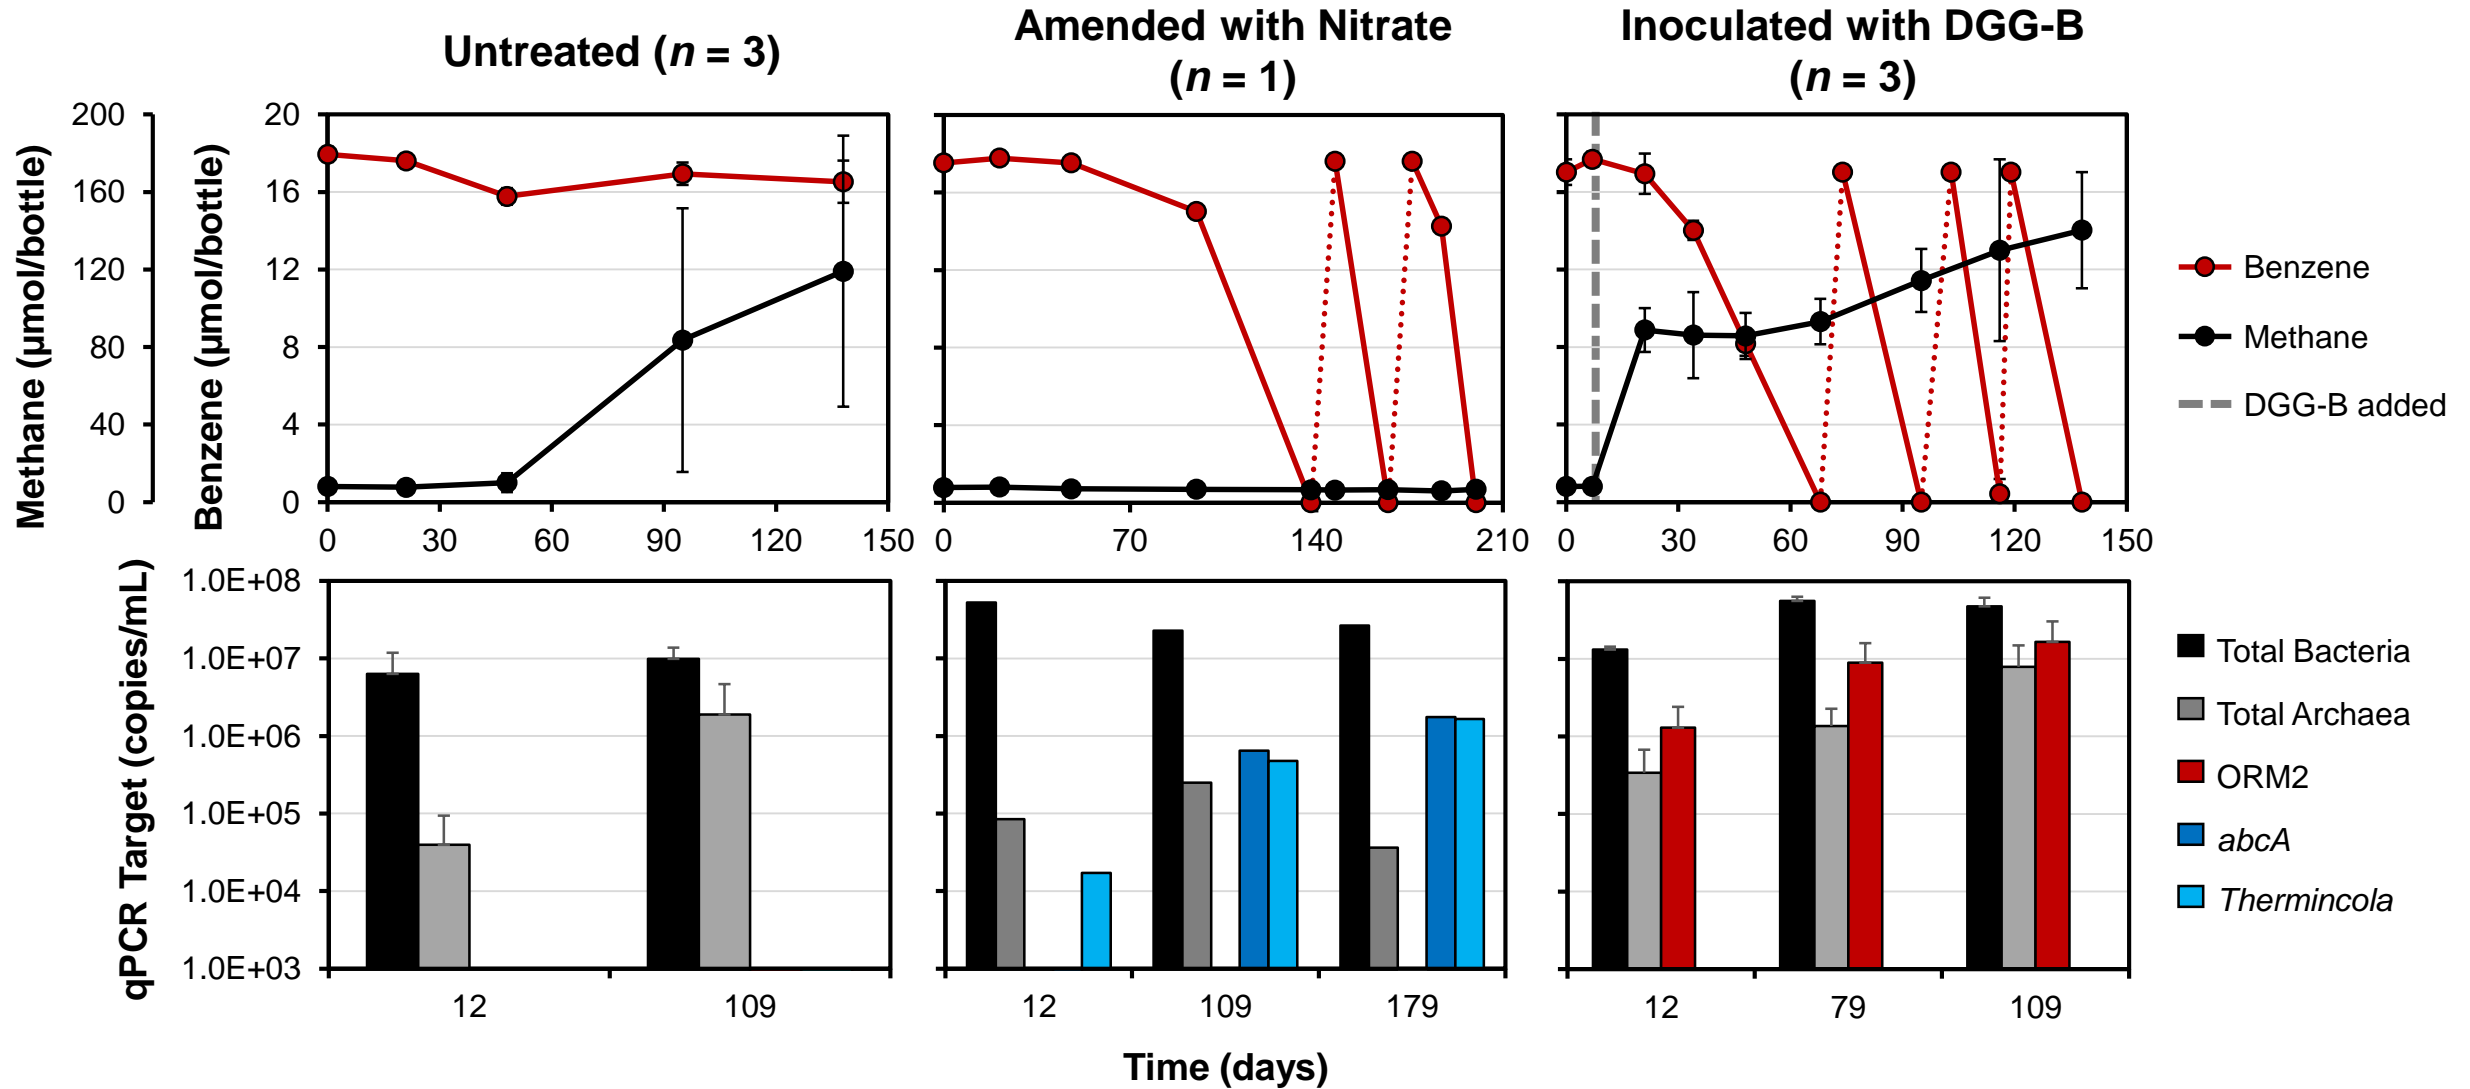 Untreated (n = 3)
Amended with Nitrate
(n = 1)
Inoculated with DGG-B
(n = 3)
Methane (µmol/bottle)
200
160
120
80
40
0
Benzene (µmol/bottle)
20
16
12
8
4
0
0 30 60 90 120 150
0 70 140 210
0 30 60 90 120 150
Benzene
Methane
DGG-B added
qPCR Target (copies/mL)
1.0E+08
1.0E+07
1.0E+06
1.0E+05
1.0E+04
1.0E+03
12 109
12 109 179
12 79 109
Total Bacteria
Total Archaea
ORM2
abcA
Thermincola
Time (days)